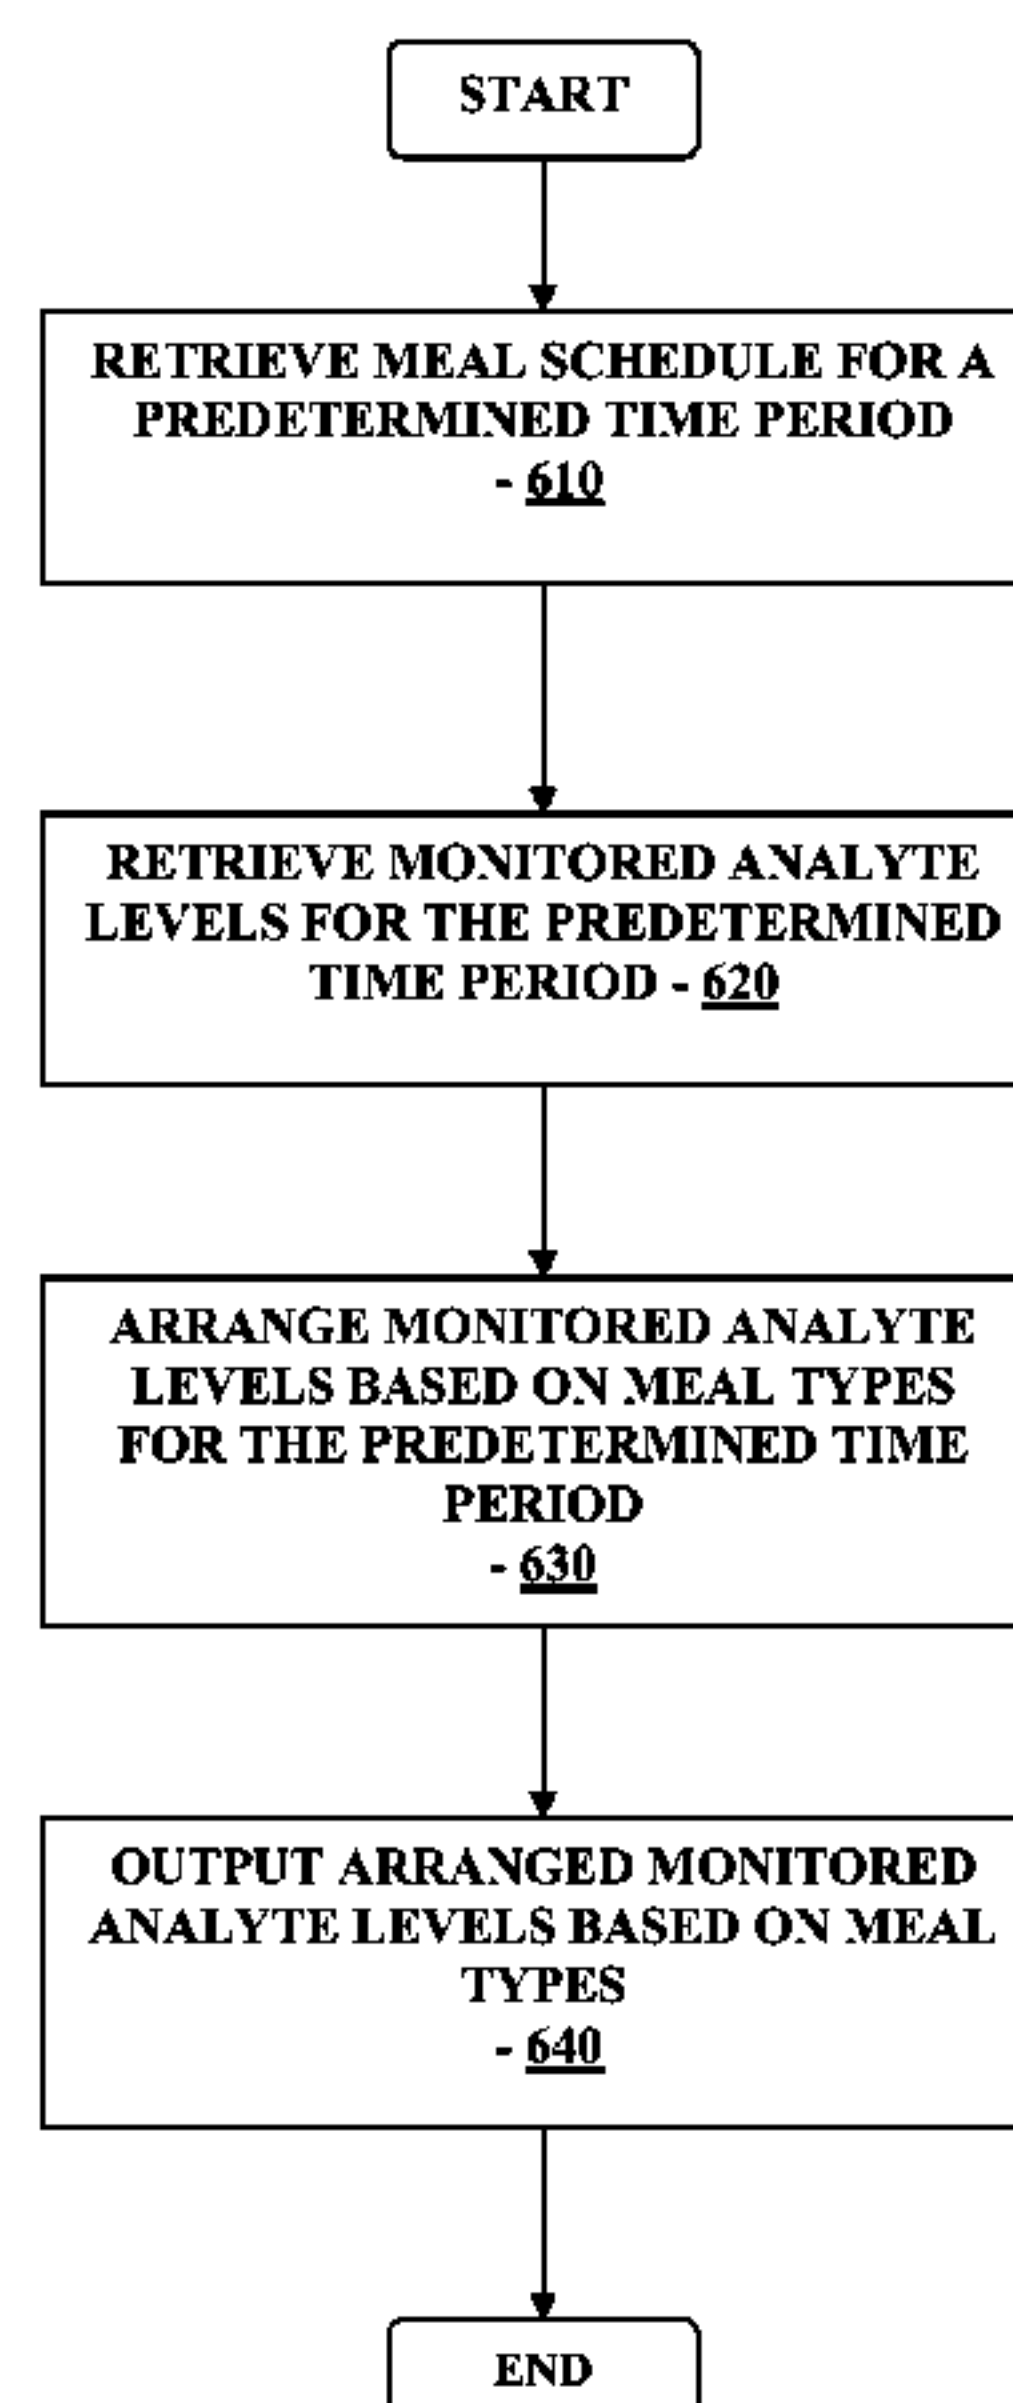 START
RETRIEVE MEAL SCHEDULE FOR A
PREDETERMINED TIME PERIOD
- 610
RETRIEVE MONITORED ANALYTE
LEVELS FOR THE PREDETERMINED
TIME PERIOD - 620
ARRANGE MONITORED ANALYTE
LEVELS BASED ON MEAL TYPES
FOR THE PREDETERMINED TIME
PERIOD
- 630
OUTPUT ARRANGED MONITORED
ANALYTE LEVELS BASED ON MEAL
TYPES
- 640
END